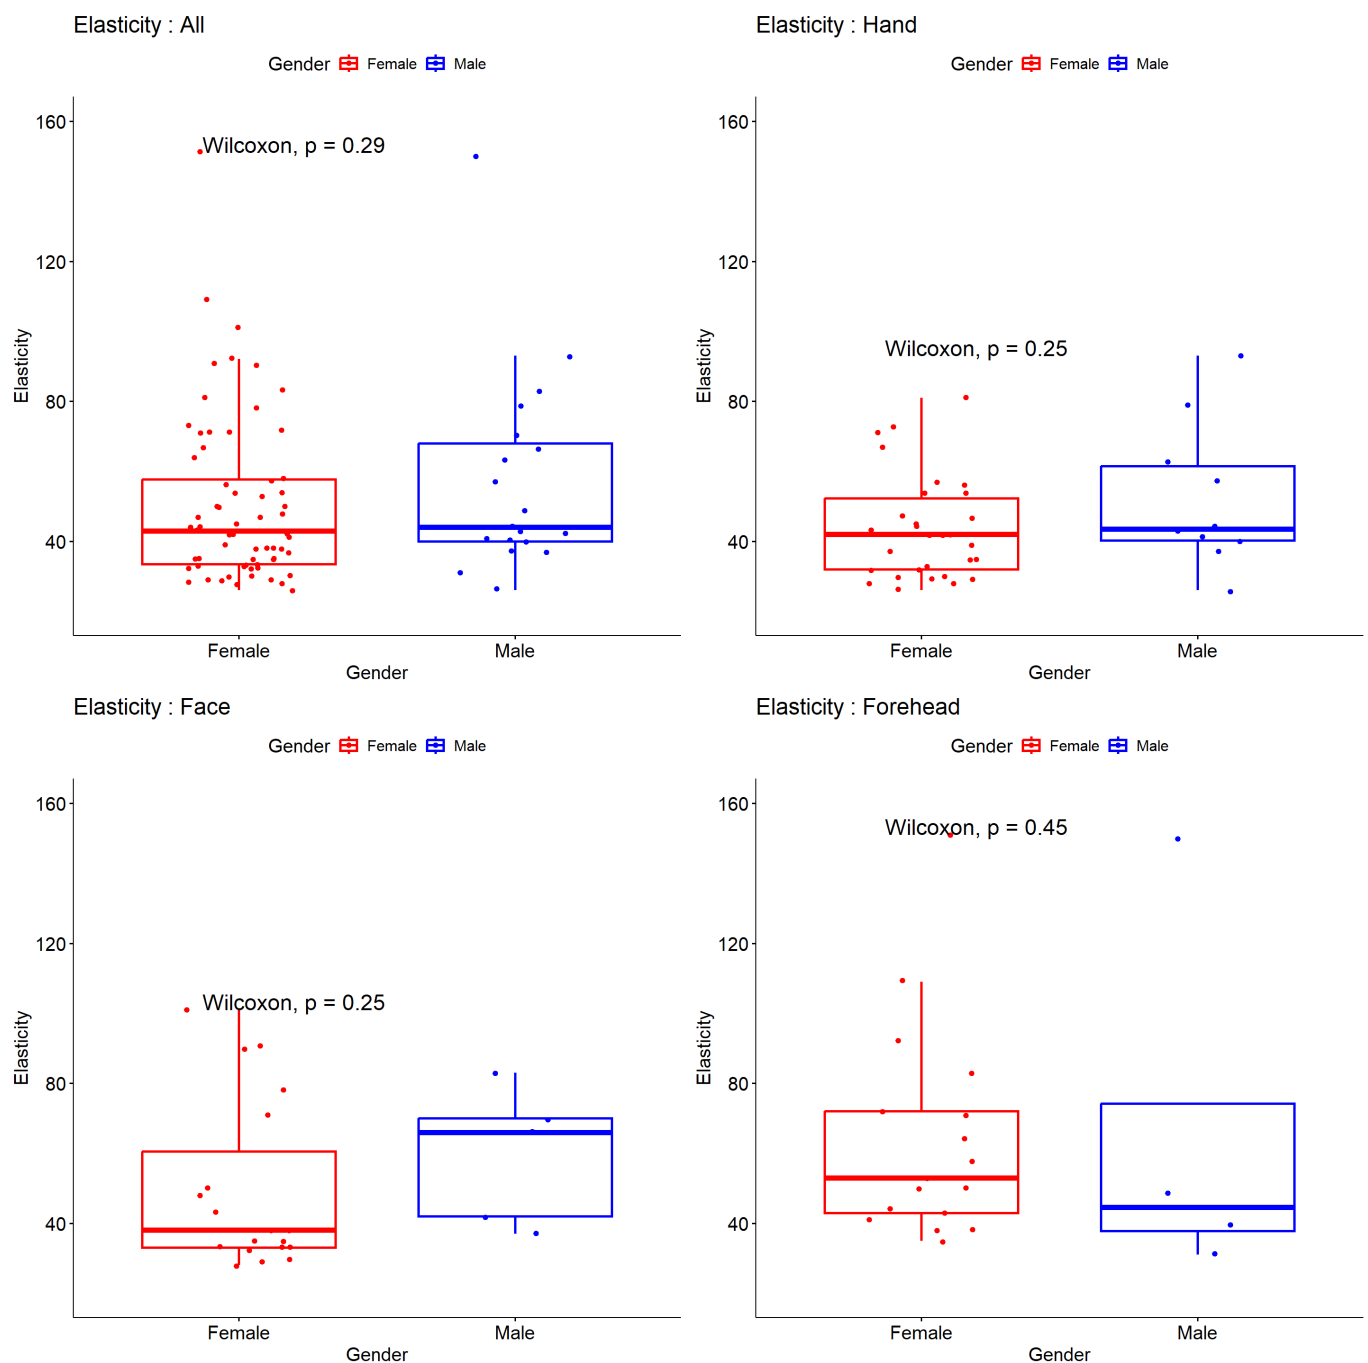 Elasticity : All
Gender Female Male
Wilcoxon, p = 0.29
160
120
80
40
Elasticity
Female Male
Gender
Elasticity : Hand
Gender Female Male
Wilcoxon, p = 0.25
160
120
80
40
Elasticity
Female Male
Gender
Elasticity : Face
Gender Female Male
Wilcoxon, p = 0.25
160
120
80
40
Elasticity
Female Male
Gender
Elasticity : Forehead
Gender Female Male
Wilcoxon, p = 0.45
160
120
80
40
Elasticity
Female Male
Gender